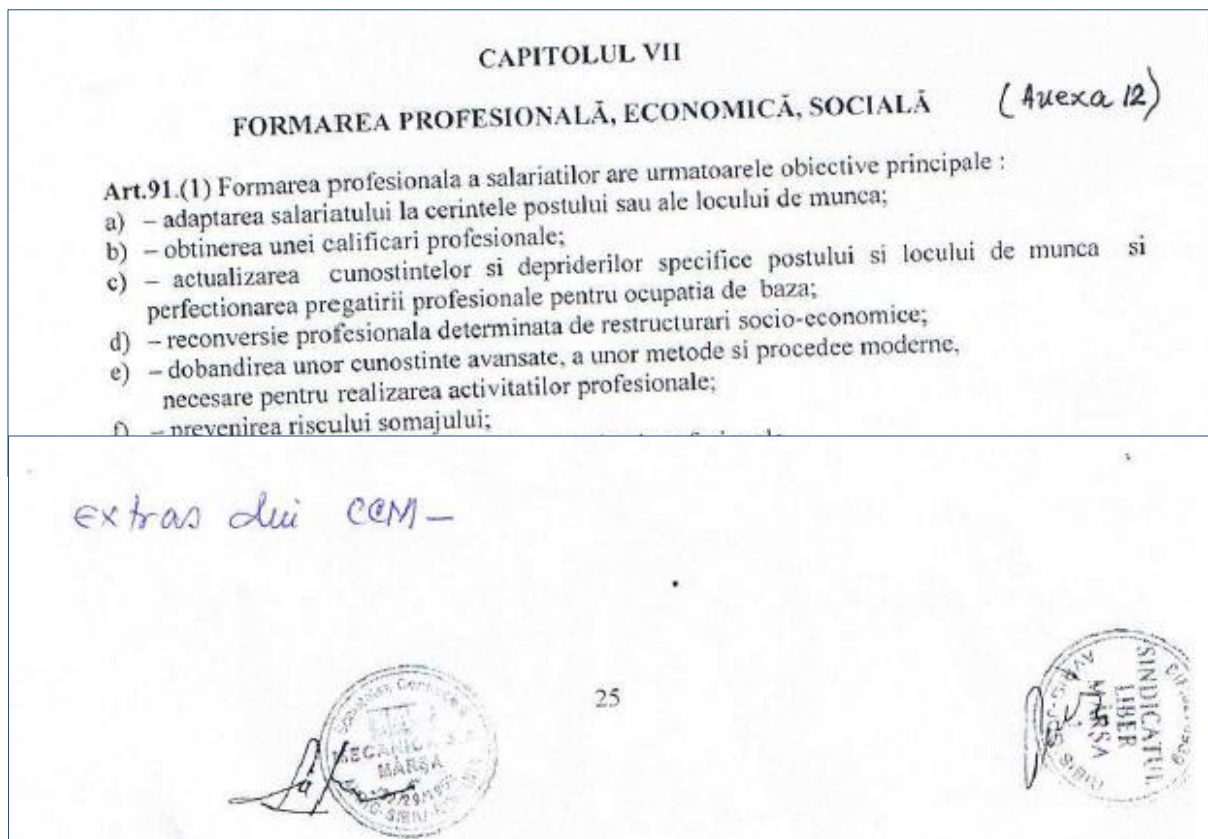 CAPITOLUL VII
FORMAREA PROFESIONALĂ, ECONOMICĂ, SOCIALĂ (Anexa 12)
Art.91.(1) Formarea profesionala a salariatilor are urmatoarele obiective principale :
a) – adaptarea salariatului la cerintele postului sau ale locului de munca;
b) – obtinerea unei calificari profesionale;
c) – actualizarea cunostintelor si depriderilor specifice postului si locului de munca si
perfectionarea pregatirii profesionale pentru ocupatia de baza;
d) – reconversie profesionala determinata de restructurari socio-economice;
e) – dobandirea unor cunostinte avansate, a unor metode si procedee moderne,
necesare pentru realizarea activitatilor profesionale;
f) – prevenirea riscului somajului;
extras din CCM –
25
MECANICA
MÂRȘA
SINDICATUL
LIBER
MÂRȘA